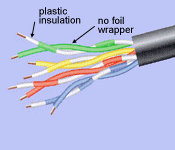 plastic
insulation
no foil
wrapper